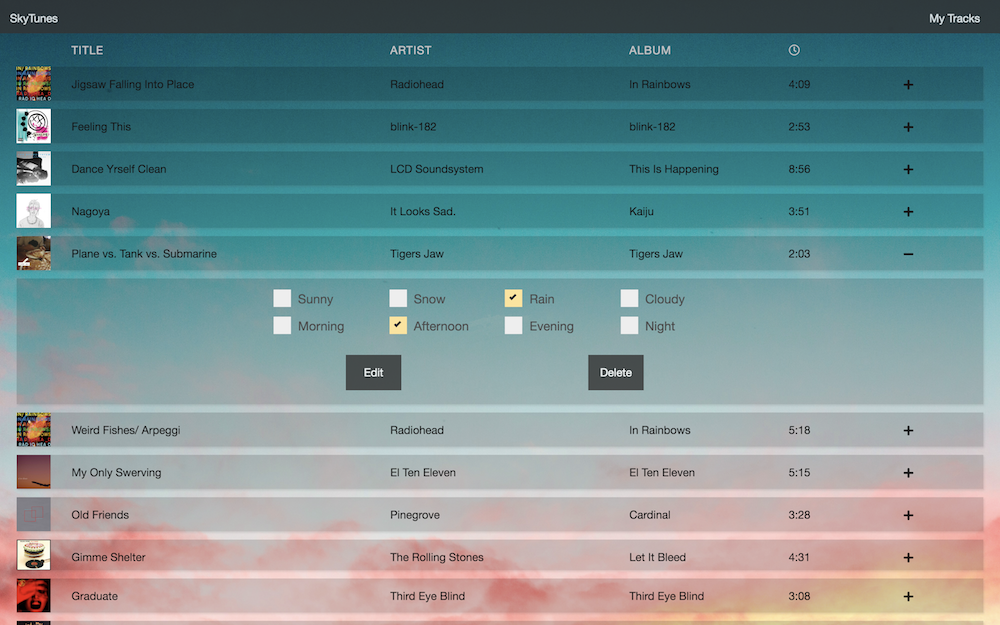 SkyTunes My Tracks
TITLE ARTIST ALBUM
Jigsaw Falling Into Place Radiohead In Rainbows 4:09 +
Feeling This blink-182 blink-182 2:53 +
Dance Yrself Clean LCD Soundsystem This Is Happening 8:56 +
Nagoya It Looks Sad. Kaiju 3:51 +
Plane vs. Tank vs. Submarine Tigers Jaw Tigers Jaw 2:03 −
Sunny Snow Rain Cloudy
Morning Afternoon Evening Night
Edit Delete
Weird Fishes/ Arpeggi Radiohead In Rainbows 5:18 +
My Only Swerving El Ten Eleven El Ten Eleven 5:15 +
Old Friends Pinegrove Cardinal 3:28 +
Gimme Shelter The Rolling Stones Let It Bleed 4:31 +
Graduate Third Eye Blind Third Eye Blind 3:08 +